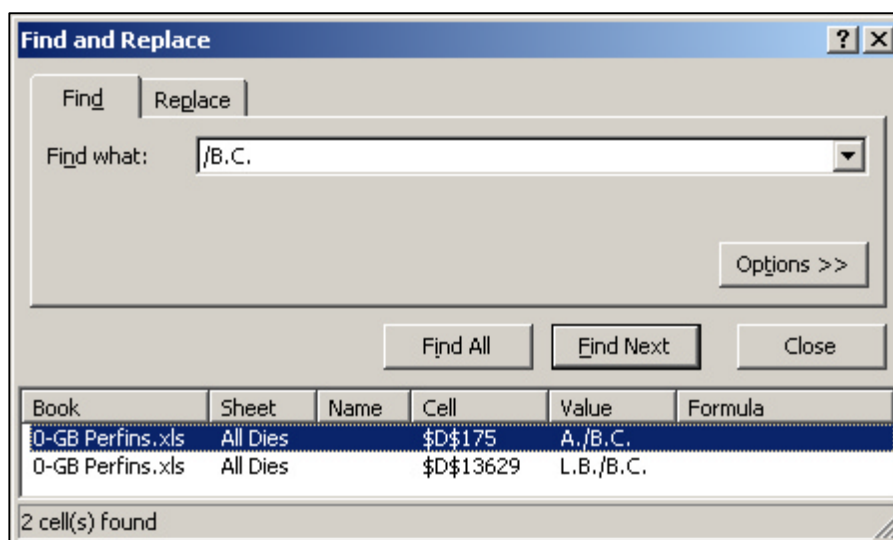 Find and Replace
Find Replace
Find what: /B.C.
Options >>
Find All Find Next Close
Book Sheet Name Cell Value Formula
0-GB Perfins.xls All Dies $D$175 A./B.C.
0-GB Perfins.xls All Dies $D$13629 L.B./B.C.
2 cell(s) found